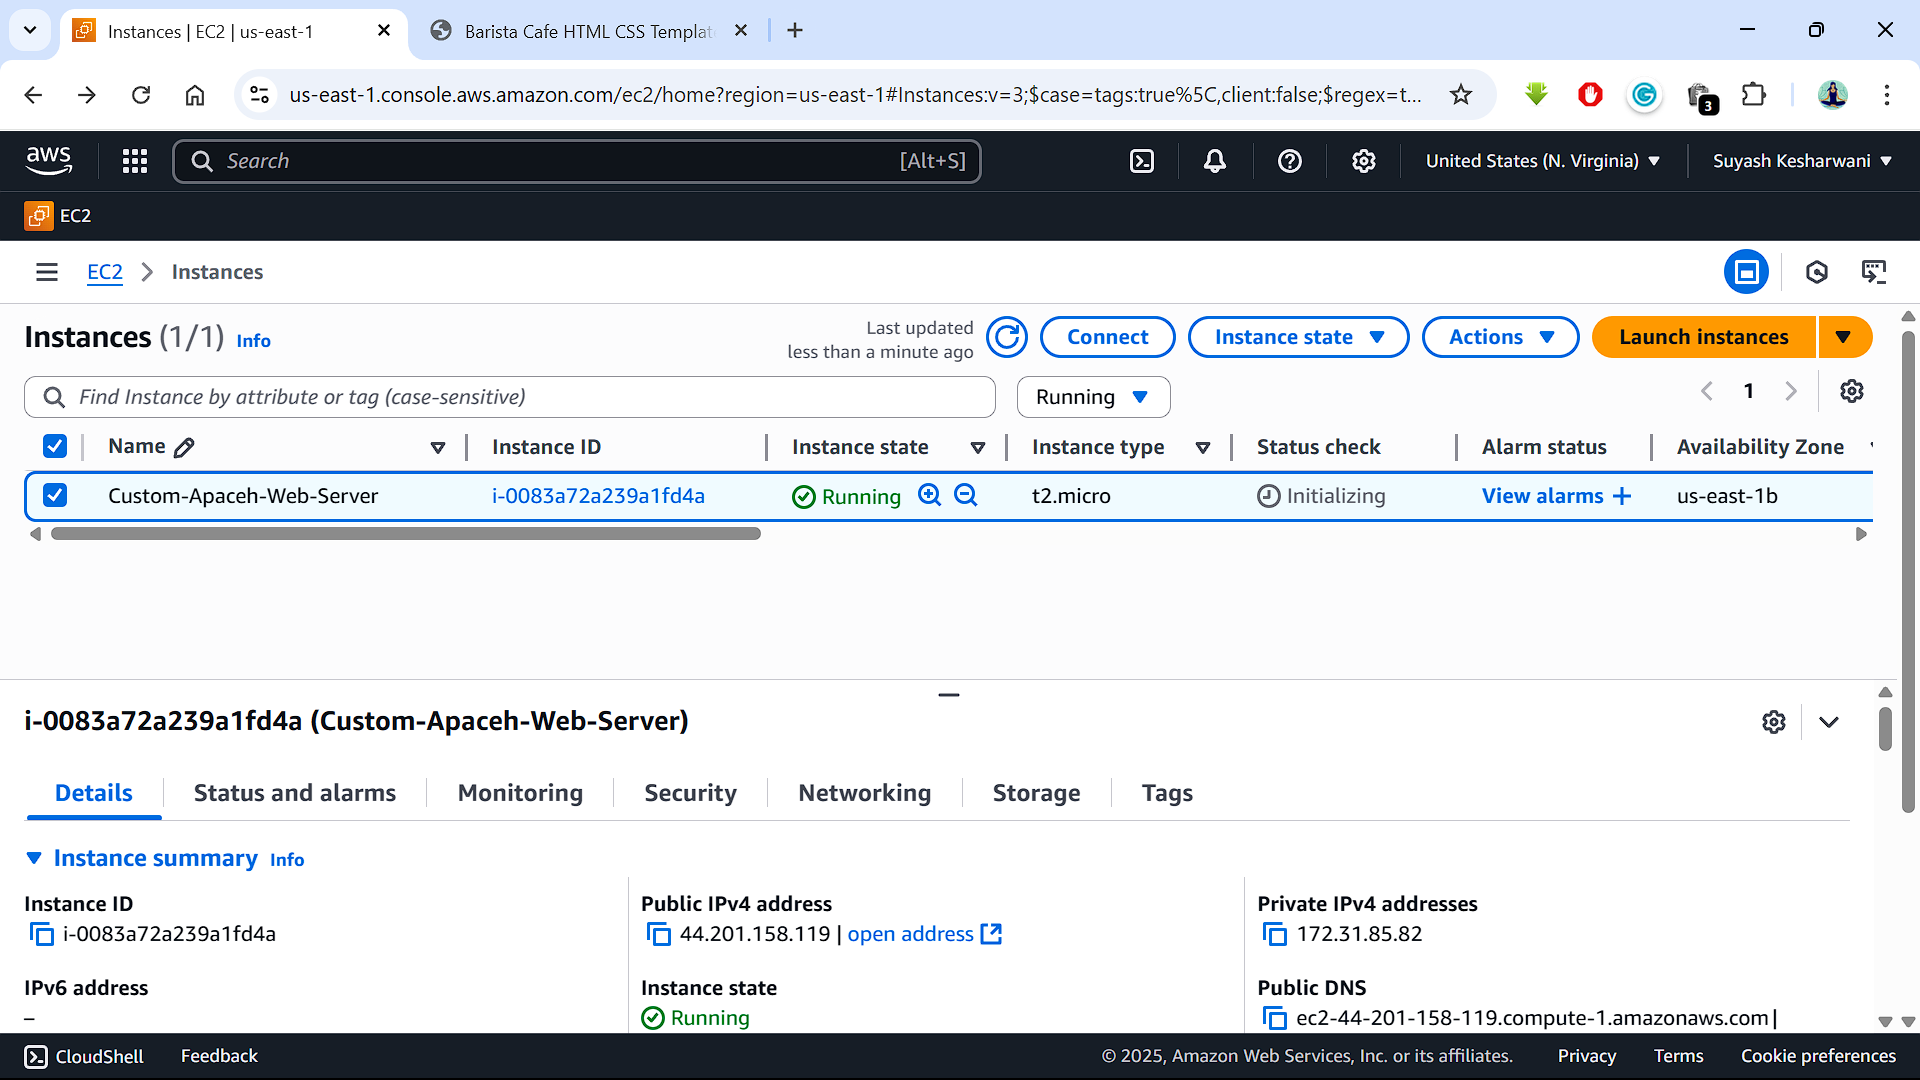 Instances | EC2 | us-east-1
Barista Cafe HTML CSS Templat
us-east-1.console.aws.amazon.com/ec2/home?region=us-east-1#Instances:v=3;$case=tags:true%5C,client:false;$regex=t...
3
aws
Search
[Alt+S]
United States (N. Virginia)
Suyash Kesharwani
EC2
EC2 Instances
Instances (1/1) Info
Last updated
less than a minute ago
Connect
Instance state
Actions
Launch instances
Find Instance by attribute or tag (case-sensitive)
Running
1
Name Instance ID Instance state Instance type Status check Alarm status Availability Zone
Custom-Apaceh-Web-Server i-0083a72a239a1fd4a Running t2.micro Initializing View alarms + us-east-1b
i-0083a72a239a1fd4a (Custom-Apaceh-Web-Server)
Details Status and alarms Monitoring Security Networking Storage Tags
Instance summary Info
Instance ID
i-0083a72a239a1fd4a
Public IPv4 address
44.201.158.119 | open address
Private IPv4 addresses
172.31.85.82
IPv6 address
–
Instance state
Running
Public DNS
ec2-44-201-158-119.compute-1.amazonaws.com |
CloudShell Feedback © 2025, Amazon Web Services, Inc. or its affiliates. Privacy Terms Cookie preferences